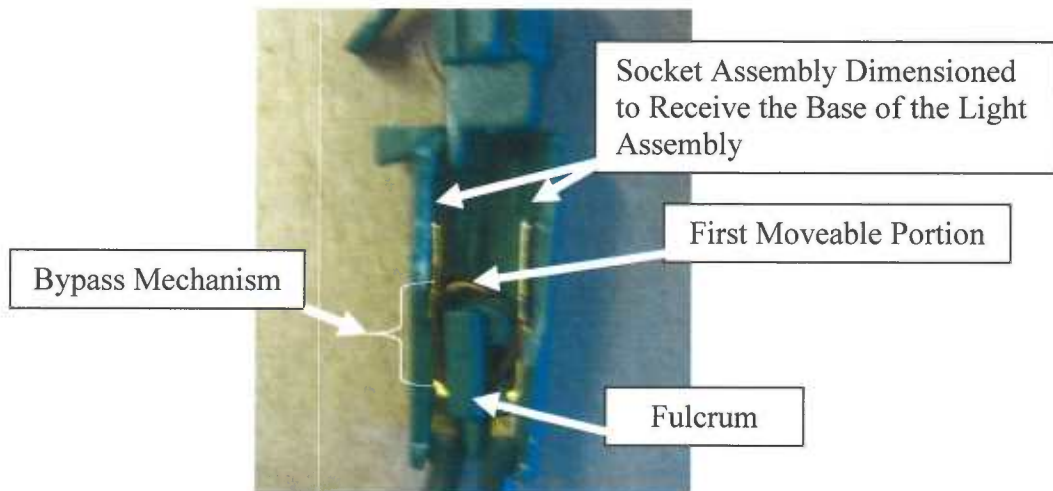 Socket Assembly Dimensioned
to Receive the Base of the Light
Assembly
First Moveable Portion
Bypass Mechanism
Fulcrum